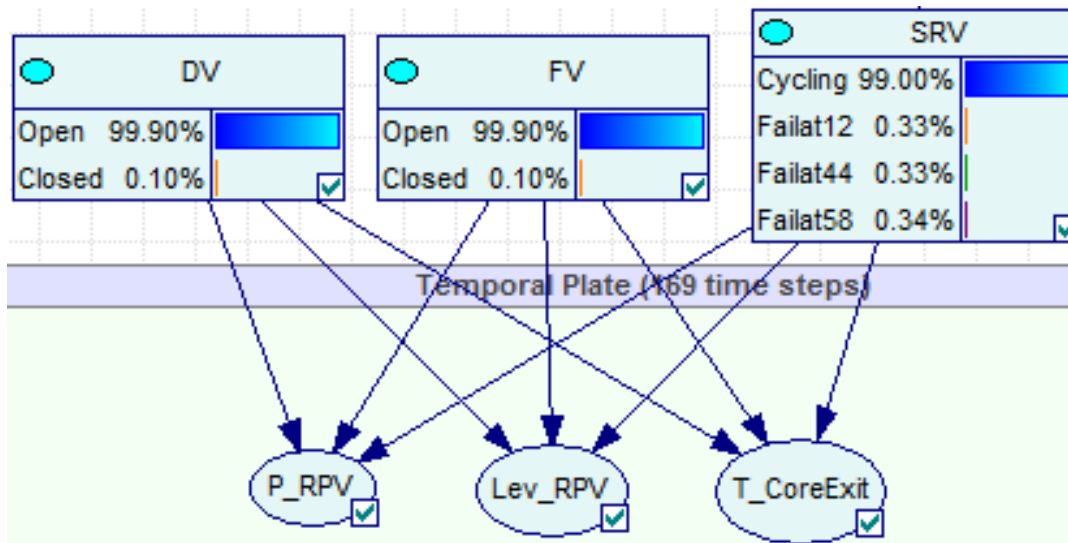 DV
Open 99.90%
Closed 0.10%
FV
Open 99.90%
Closed 0.10%
SRV
Cycling 99.00%
Failat12 0.33%
Failat44 0.33%
Failat58 0.34%
Temporal Plate (169 time steps)
P_RPV
Lev_RPV
T_CoreExit